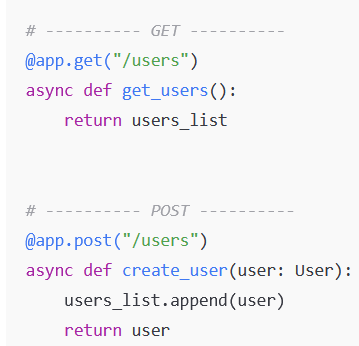 # ---------- GET ----------
@app.get("/users")
async def get_users():
    return users_list
# ---------- POST ----------
@app.post("/users")
async def create_user(user: User):
    users_list.append(user)
    return user